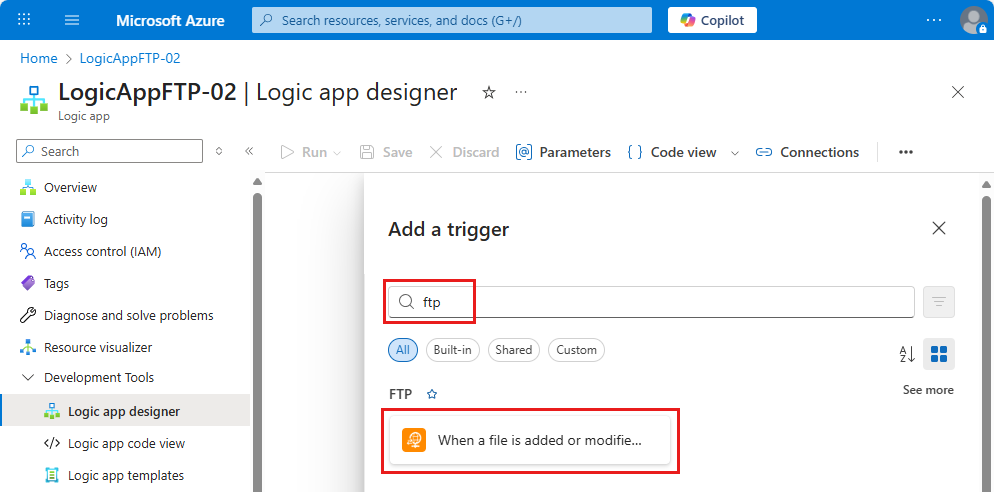 Microsoft Azure
Search resources, services, and docs (G+/)
Copilot
Home > LogicAppFTP-02
LogicAppFTP-02 | Logic app designer
Logic app
Search
Run
Save
Discard
Parameters
Code view
Connections
Overview
Activity log
Access control (IAM)
Tags
Diagnose and solve problems
Resource visualizer
Development Tools
Logic app designer
Logic app code view
Logic app templates
Add a trigger
ftp
All
Built-in
Shared
Custom
FTP
See more
When a file is added or modifie...